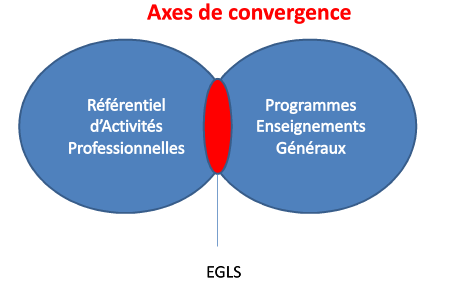 Axes de convergence
Référentiel
d’Activités
Professionnelles
Programmes
Enseignements
Généraux
EGLS